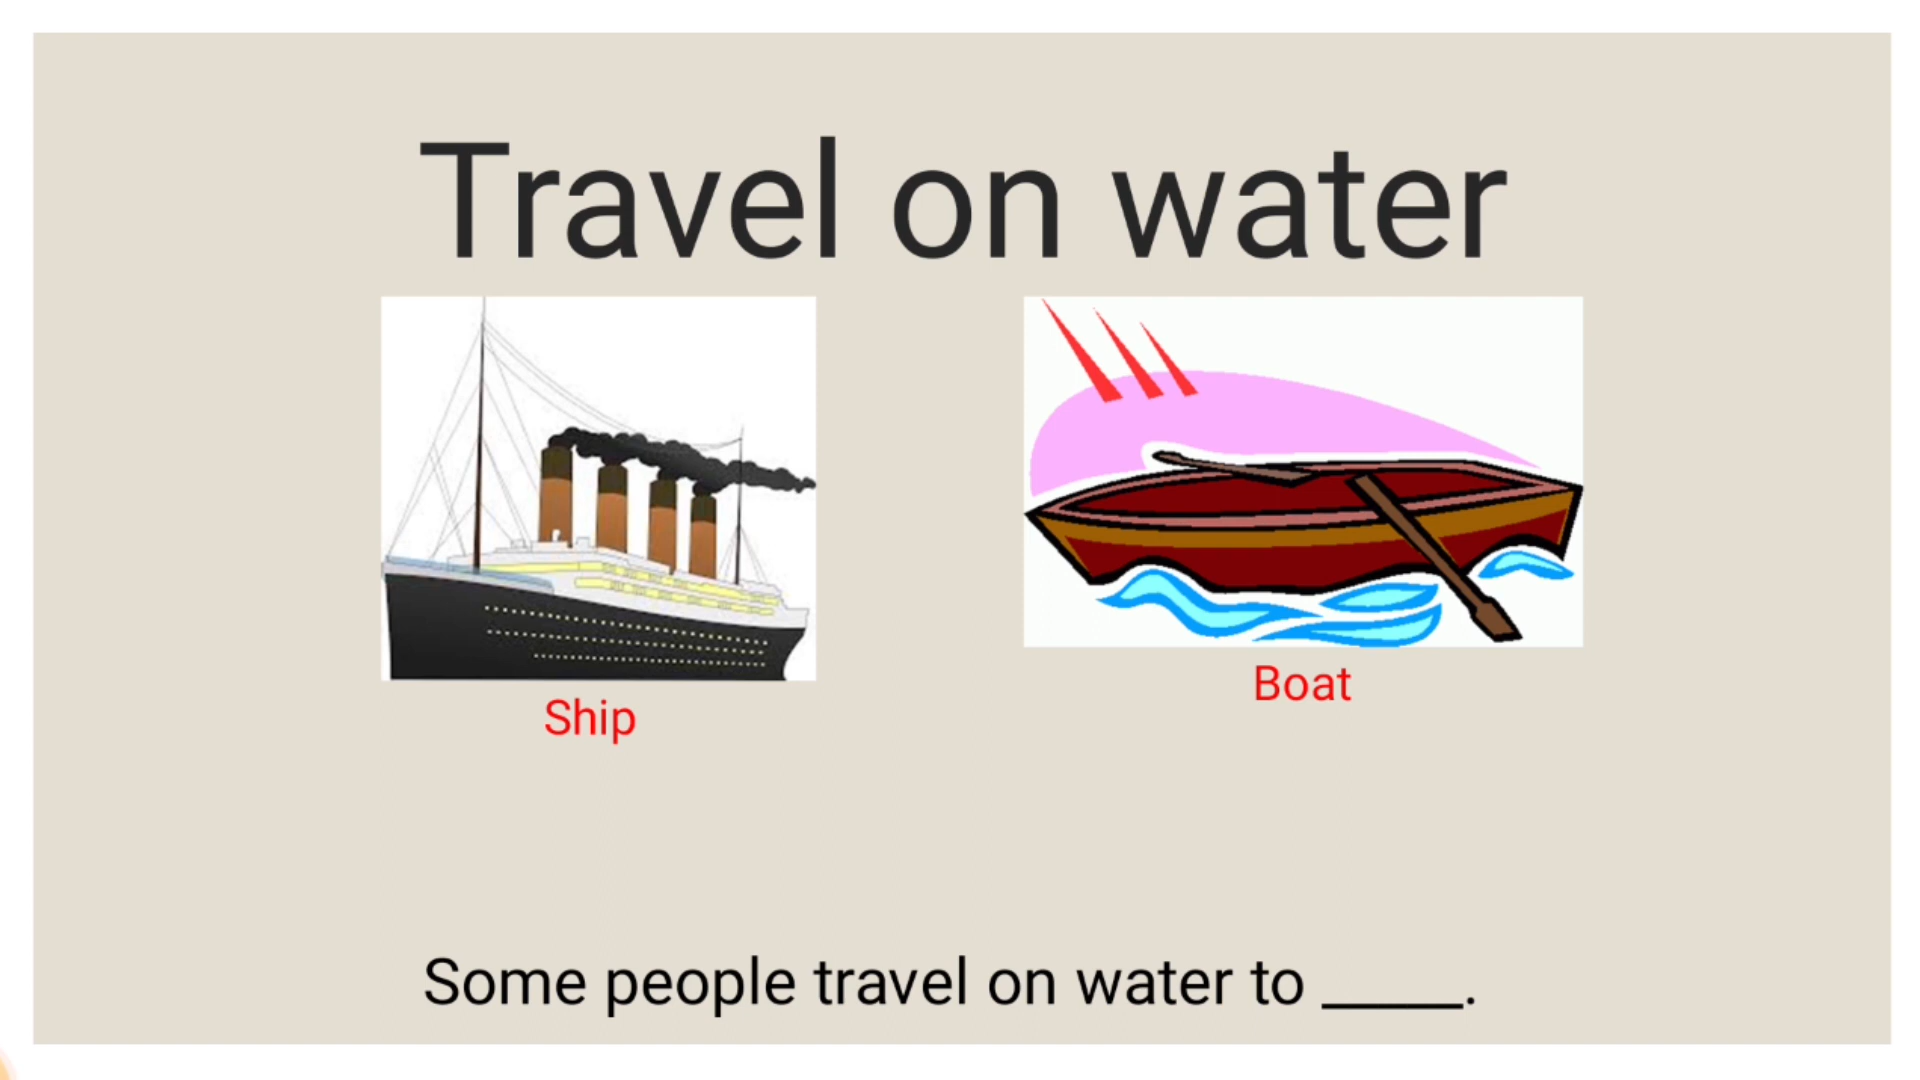 Travel on water
Ship
Boat
Some people travel on water to _____.